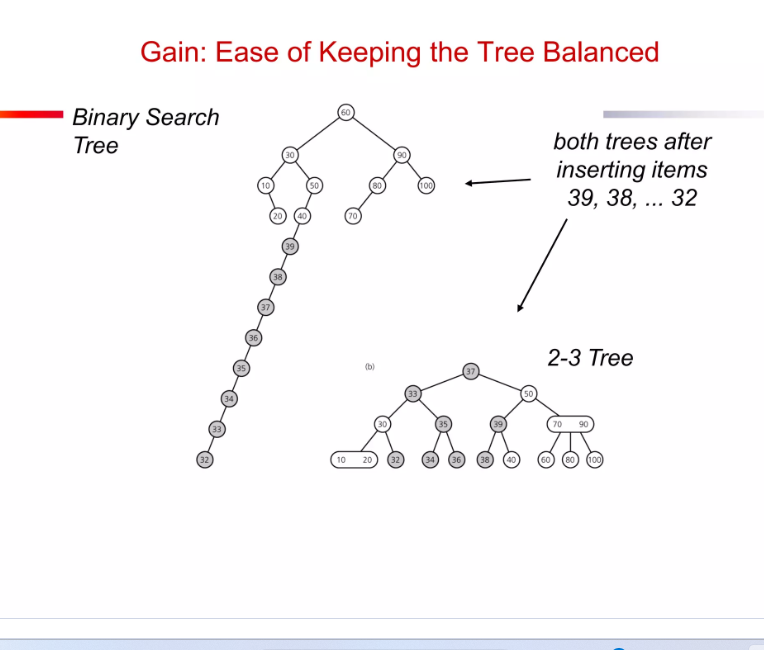 Gain: Ease of Keeping the Tree Balanced
Binary Search
Tree
both trees after
inserting items
39, 38, ... 32
60
30 90
10 50 80 100
20 40 70
39
38
37
36
35
34
33
32
2-3 Tree
(b)
37
33 50
30 35 39 70 90
10 20 32 34 36 38 40 60 80 100